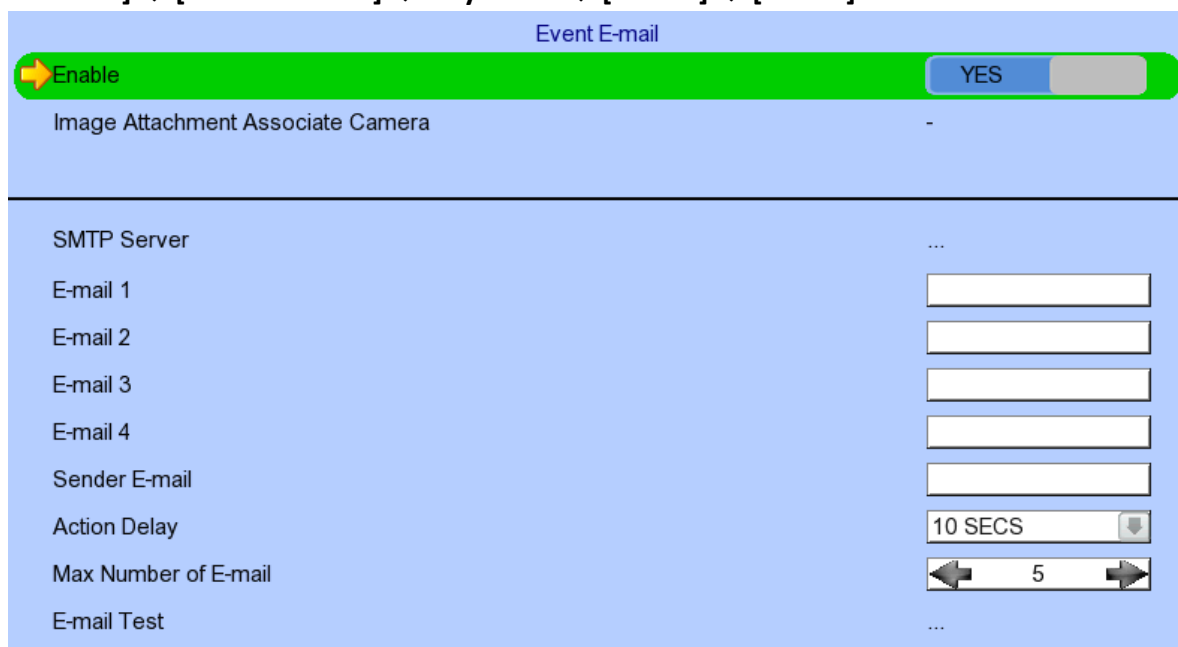 Event E-mail
Enable YES
Image Attachment Associate Camera -
SMTP Server ...
E-mail 1
E-mail 2
E-mail 3
E-mail 4
Sender E-mail
Action Delay 10 SECS
Max Number of E-mail 5
E-mail Test ...